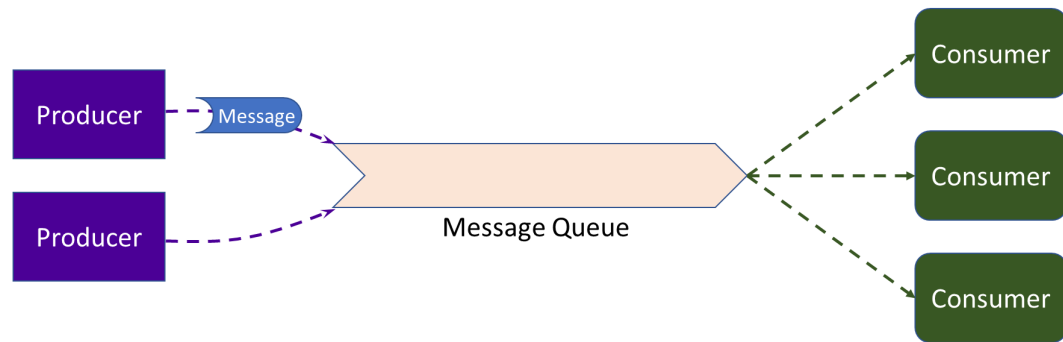 Producer
Message
Producer
Message Queue
Consumer
Consumer
Consumer